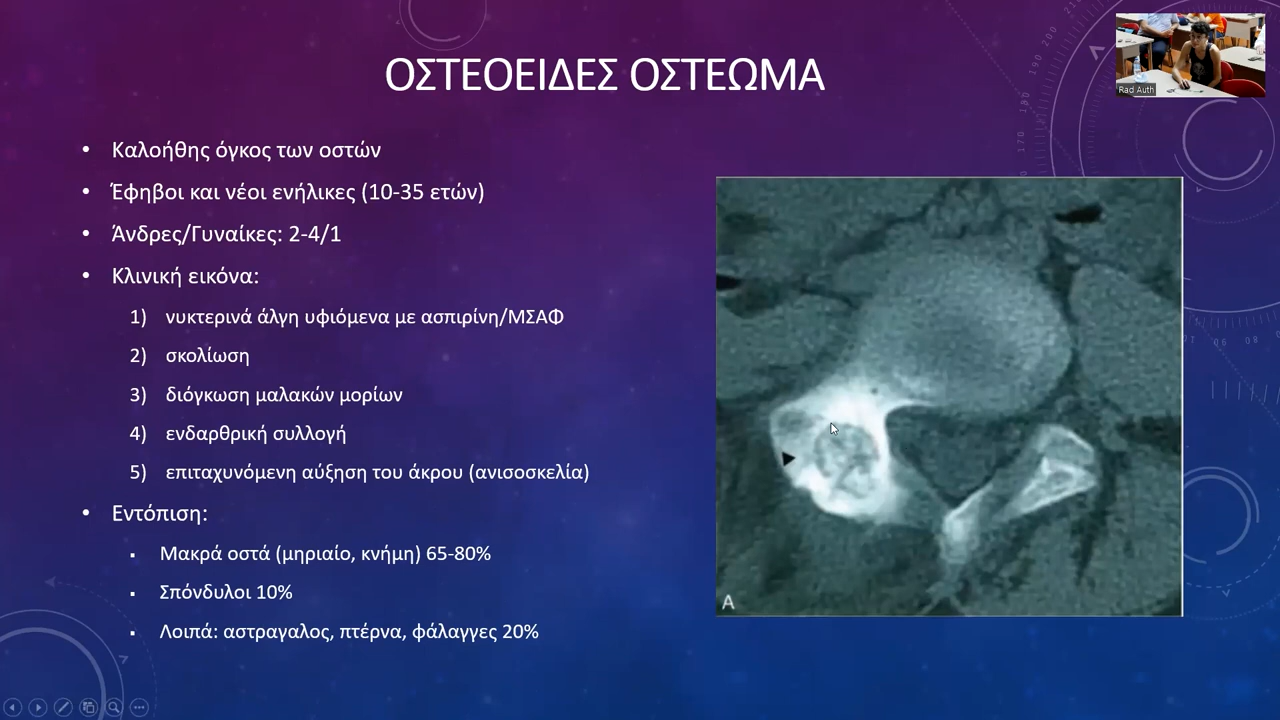 ΟΣΤΕΟΕΙΔΕΣ ΟΣΤΕΩΜΑ
Rad Auth
• Καλοήθης όγκος των οστών
• Έφηβοι και νέοι ενήλικες (10-35 ετών)
• Άνδρες/Γυναίκες: 2-4/1
• Κλινική εικόνα:
1) νυκτερινά άλγη υφιόμενα με ασπιρίνη/ΜΣΑΦ
2) σκολίωση
3) διόγκωση μαλακών μορίων
4) ενδαρθρική συλλογή
5) επιταχυνόμενη αύξηση του άκρου (ανισοσκελία)
• Εντόπιση:
▪ Μακρά οστά (μηριαίο, κνήμη) 65-80%
▪ Σπόνδυλοι 10%
▪ Λοιπά: αστραγαλος, πτέρνα, φάλαγγες 20%
A